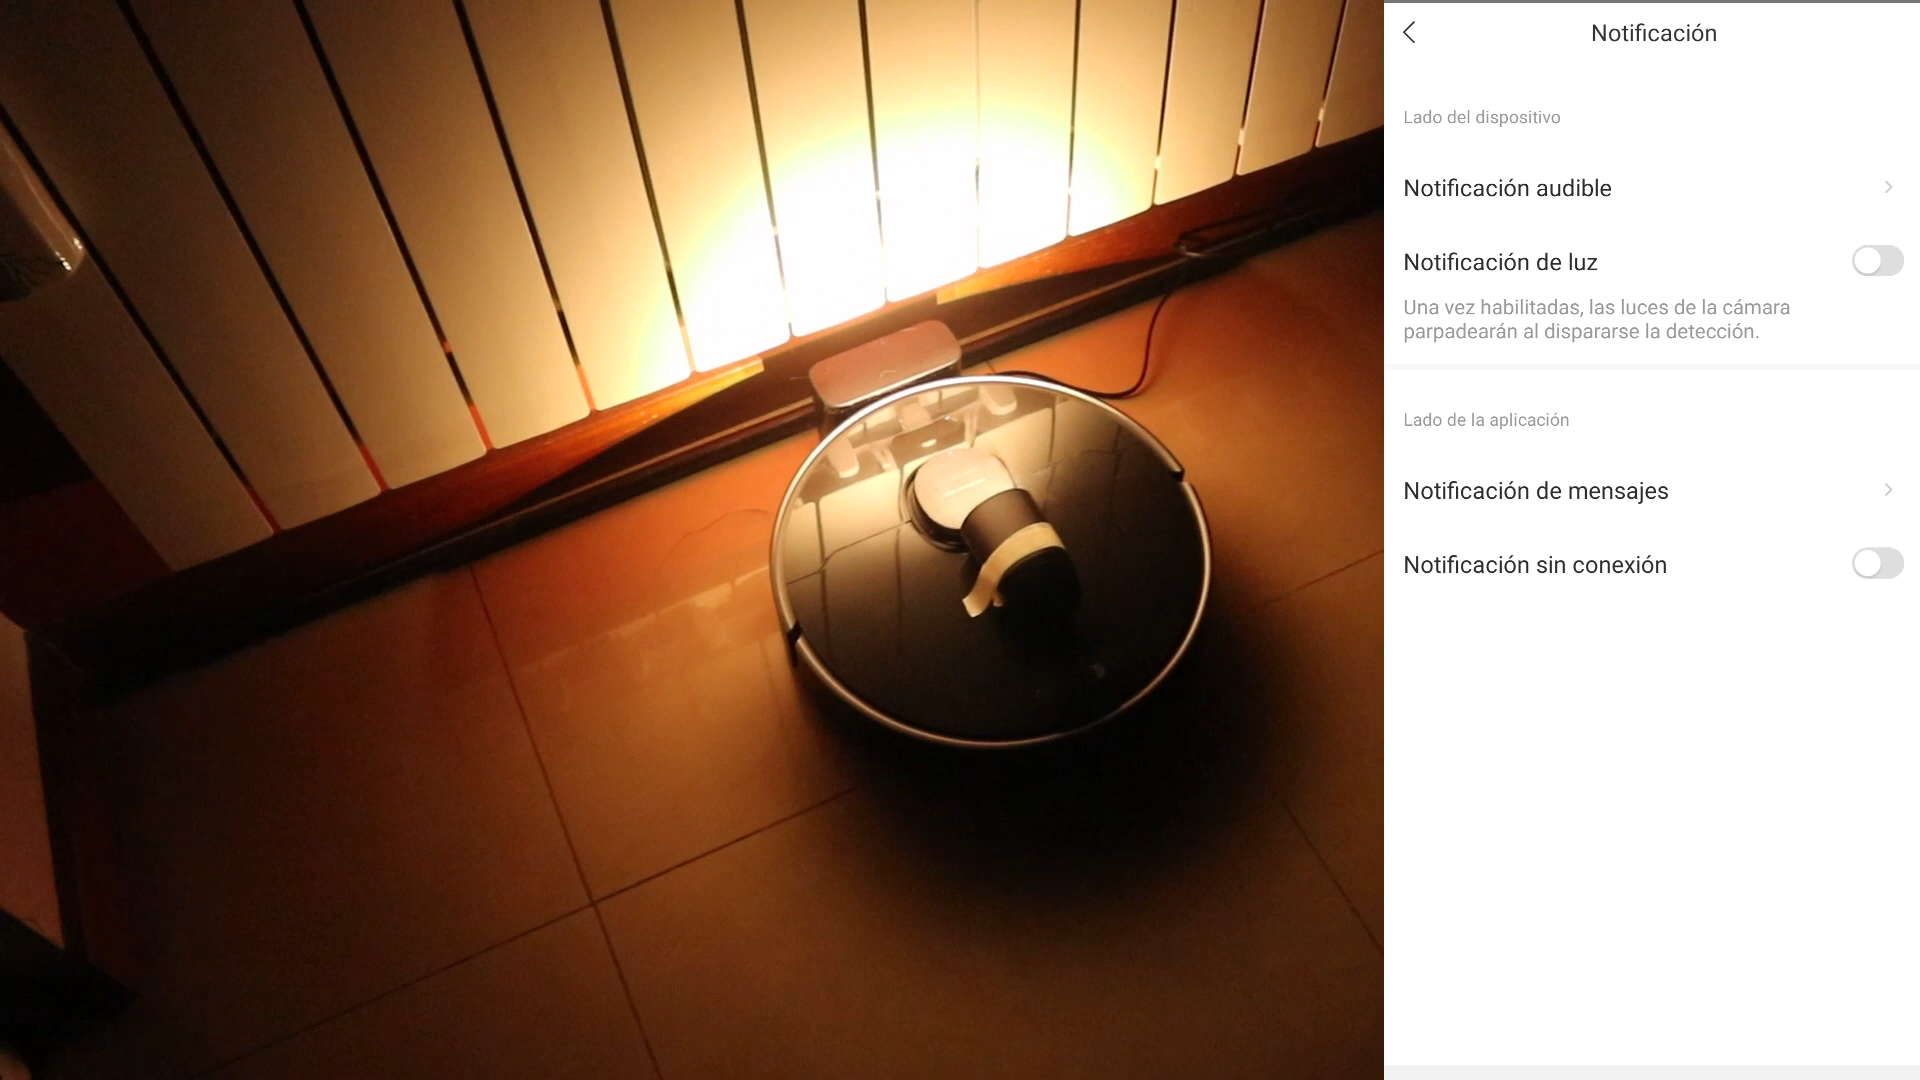 Notificación
Lado del dispositivo
Notificación audible
Notificación de luz
Una vez habilitadas, las luces de la cámara
parpadearán al dispararse la detección.
Lado de la aplicación
Notificación de mensajes
Notificación sin conexión